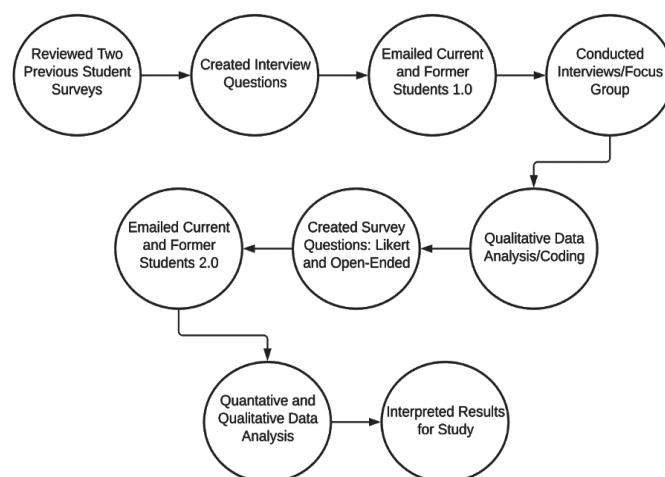 Reviewed Two
Previous Student
Surveys
Created Interview
Questions
Emailed Current
and Former
Students 1.0
Conducted
Interviews/Focus
Group
Qualitative Data
Analysis/Coding
Created Survey
Questions: Likert
and Open-Ended
Emailed Current
and Former
Students 2.0
Quantative and
Qualitative Data
Analysis
Interpreted Results
for Study